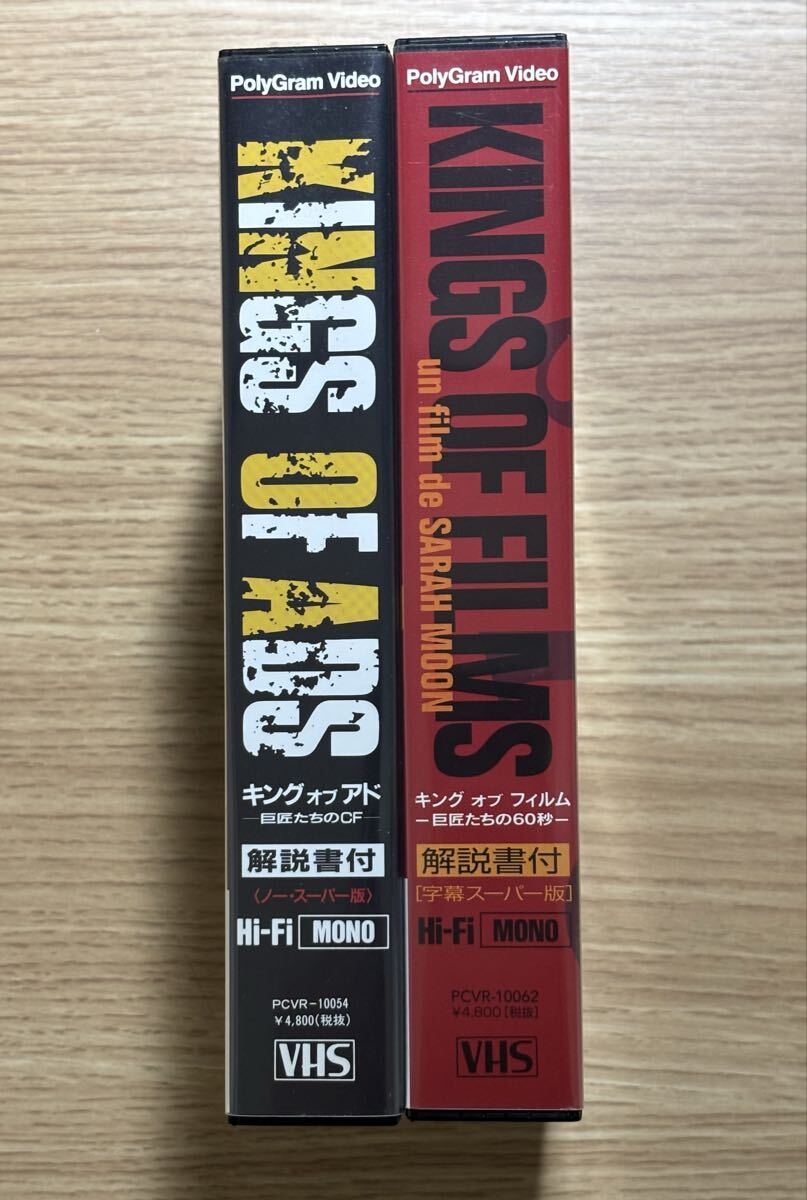 PolyGram Video
KINGS OF ADS
キング オブ アド
―巨匠たちのCF―
解説書付
〈ノー・スーパー版〉
Hi-Fi MONO
PCVR-10054
￥4,800(税抜)
VHS
PolyGram Video
KINGS OF FILMS
un film de SARAH MOON
キング オブ フィルム
―巨匠たちの60秒―
解説書付
[字幕スーパー版]
Hi-Fi MONO
PCVR-10062
￥4,800[税抜]
VHS